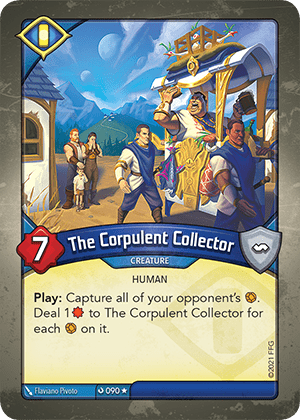 The Corpulent Collector
7
CREATURE
HUMAN
Play: Capture all of your opponent's
Deal 1 to The Corpulent Collector for
each on it.
Flaviano Pivoto
090
©2021 FFG